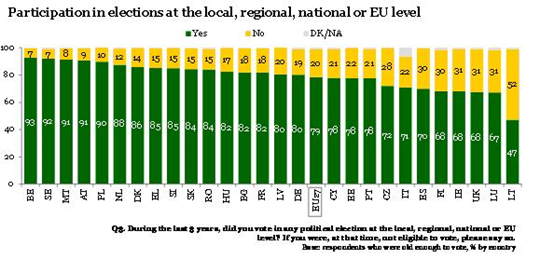 Participation in elections at the local, regional, national or EU level
Yes No DK/NA
100
7 7 8 9 10 12 14 15 15 15 15 17 18 18 20 19 20 21 22 21 28 22 30 30 31 31 31 52
80
60
40
93 92 91 91 90 88 86 85 85 84 84 82 82 82 80 80 79 78 78 78 72 71 70 68 68 68 67 47
20
0
BE SE MT AT PL NL DK EL SI SK RO HU BG FR LV DE EU27 CY EE PT CZ IT ES FI IE UK LU LT
Q3. During the last 3 years, did you vote in any political election at the local, regional, national or EU
level? If you were, at that time, not eligible to vote, please say so.
Base: respondents who were old enough to vote, % by country